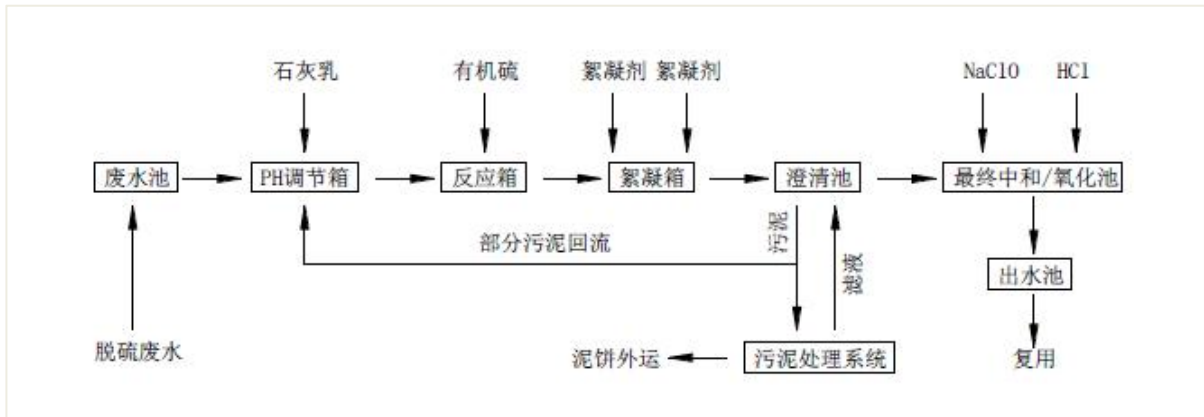 石灰乳
有机硫
絮凝剂 絮凝剂
NaClO
HCl
废水池
PH调节箱
反应箱
絮凝箱
澄清池
最终中和/氧化池
部分污泥回流
污泥
滤液
出水池
脱硫废水
泥饼外运
污泥处理系统
复用